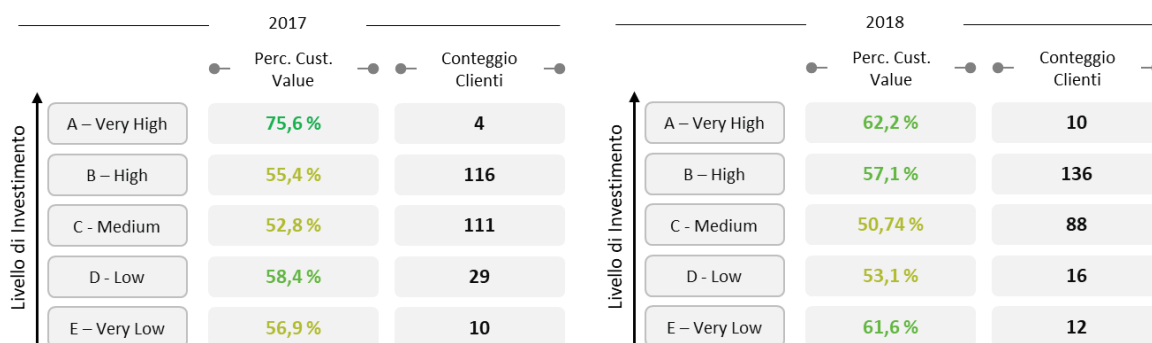 2017
Perc. Cust.
Value
Conteggio
Clienti
Livello di Investimento
A – Very High
75,6 %
4
B – High
55,4 %
116
C - Medium
52,8 %
111
D - Low
58,4 %
29
E – Very Low
56,9 %
10
2018
Perc. Cust.
Value
Conteggio
Clienti
Livello di Investimento
A – Very High
62,2 %
10
B – High
57,1 %
136
C - Medium
50,74 %
88
D - Low
53,1 %
16
E – Very Low
61,6 %
12